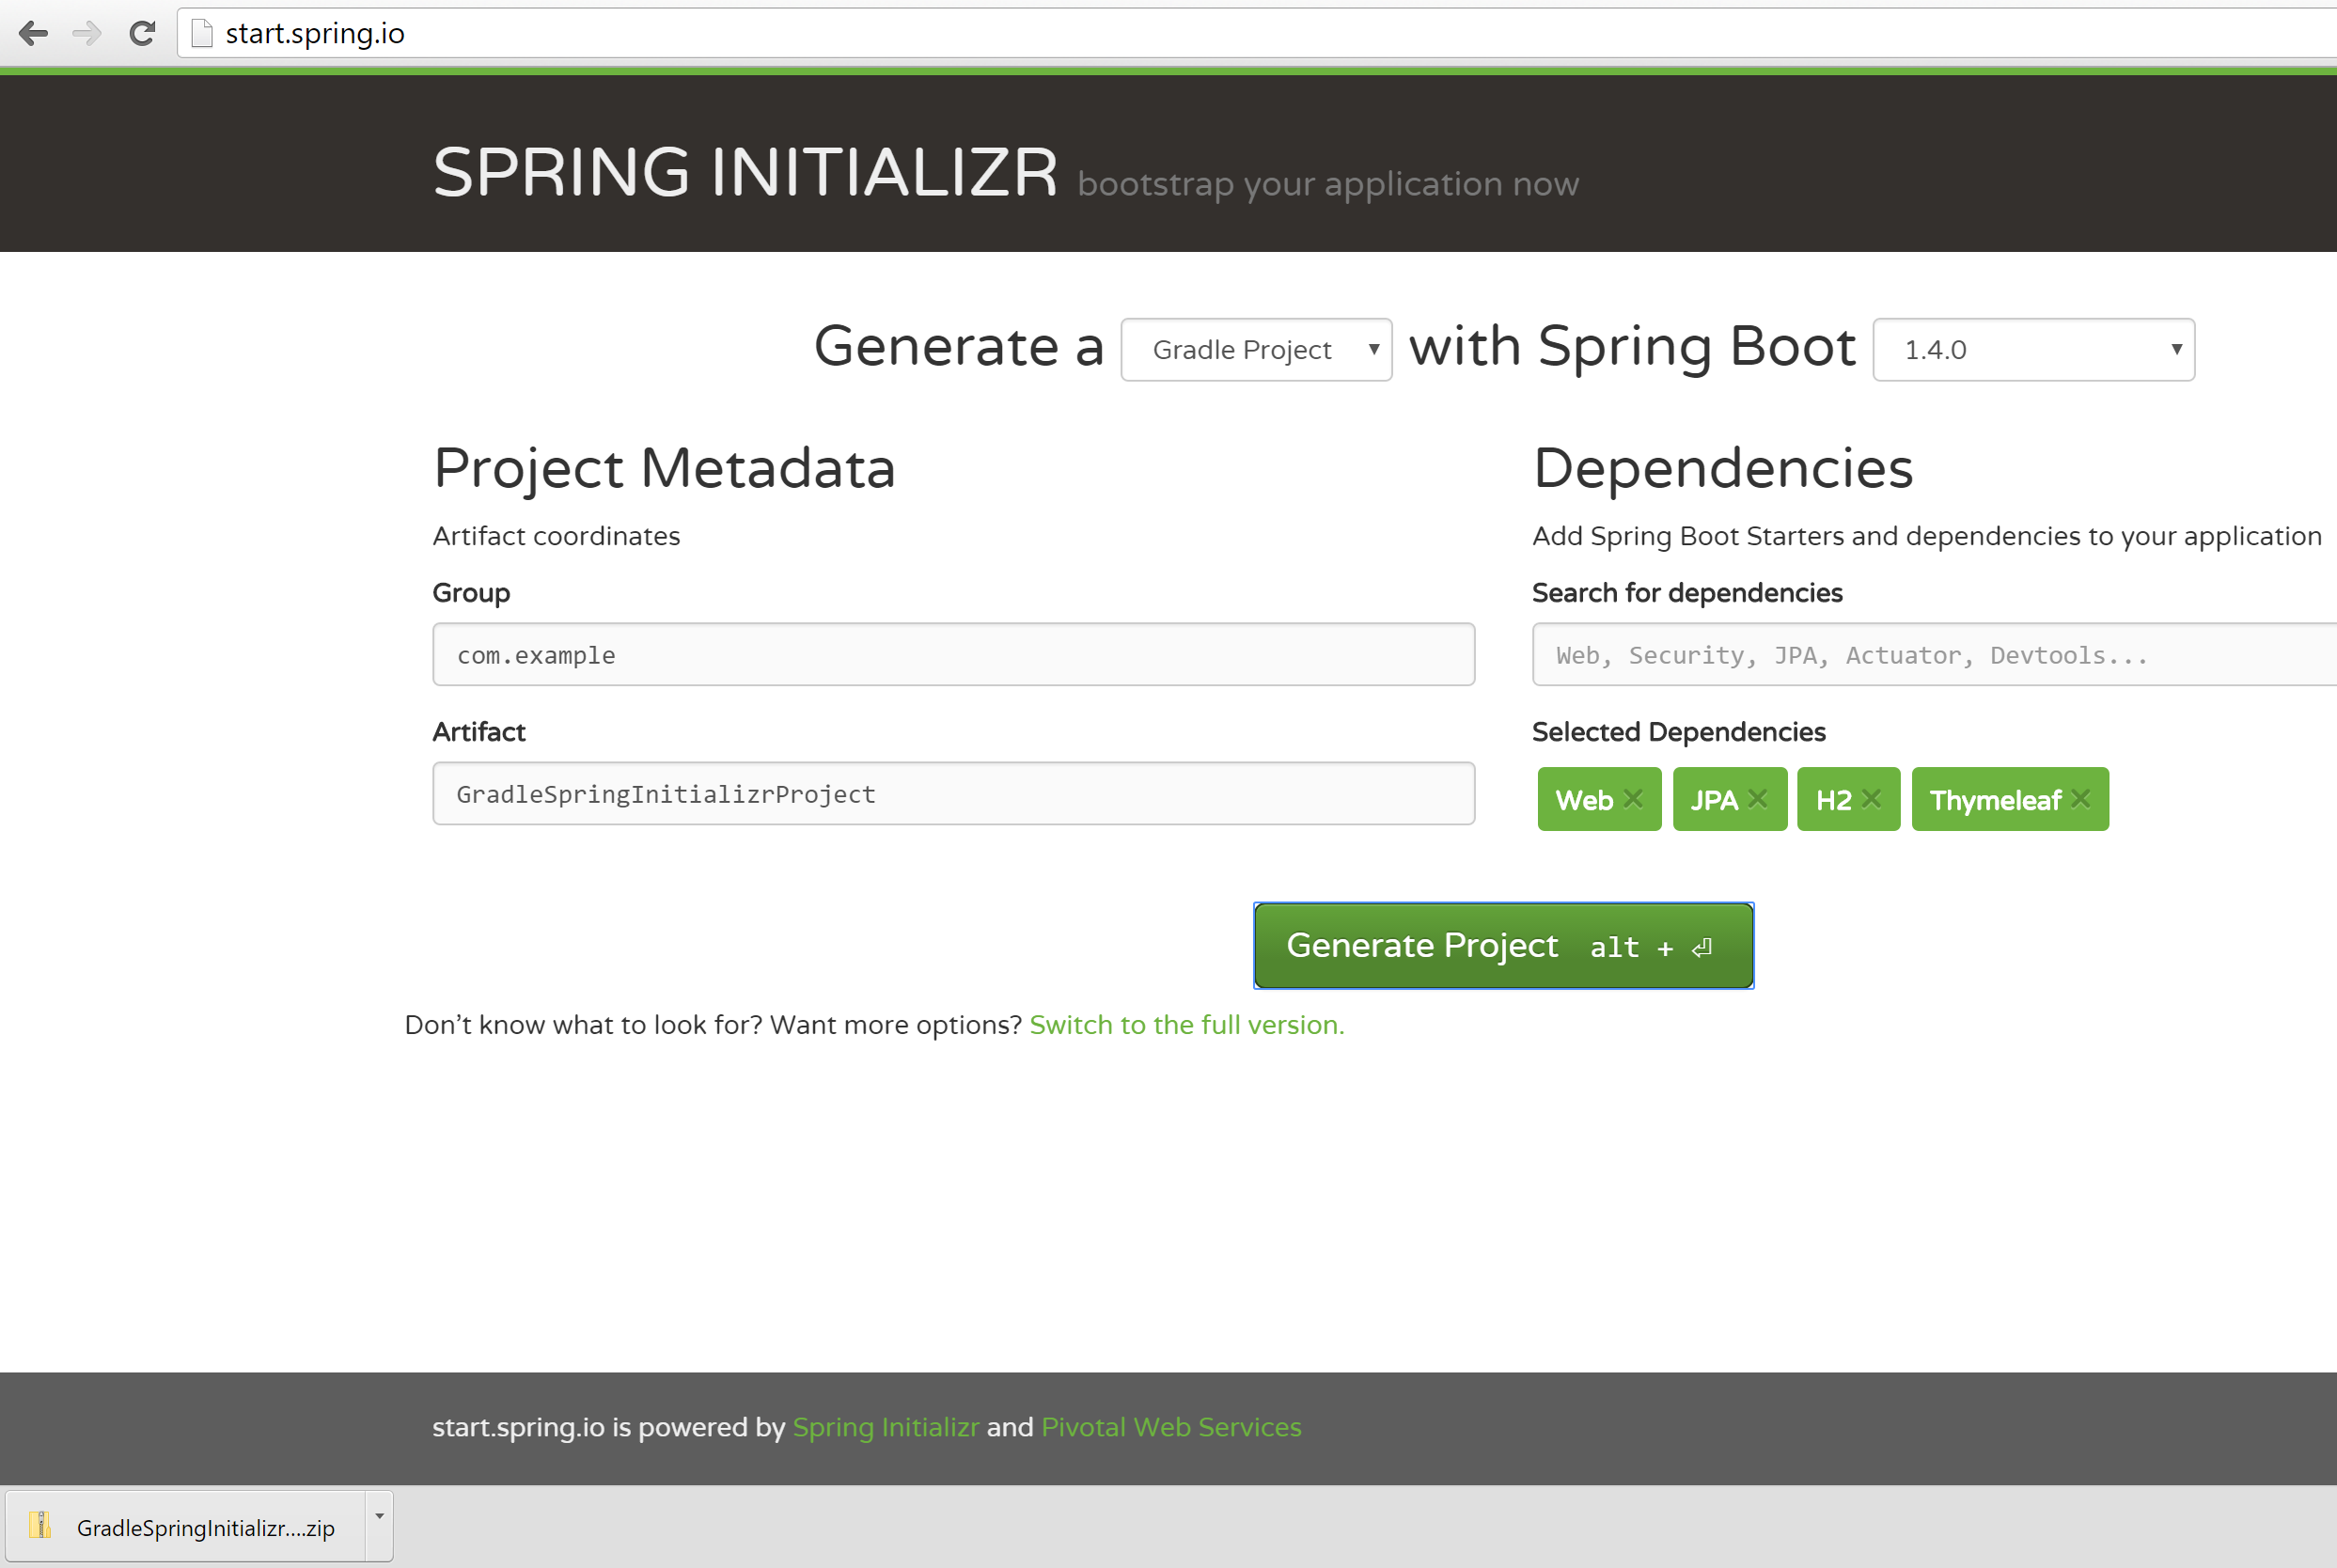 start.spring.io
SPRING INITIALIZR bootstrap your application now
Generate a Gradle Project with Spring Boot 1.4.0
Project Metadata
Artifact coordinates
Group
com.example
Artifact
GradleSpringInitializrProject
Dependencies
Add Spring Boot Starters and dependencies to your application
Search for dependencies
Web, Security, JPA, Actuator, Devtools...
Selected Dependencies
Web JPA H2 Thymeleaf
Generate Project alt + ⏎
Don't know what to look for? Want more options? Switch to the full version.
start.spring.io is powered by Spring Initializr and Pivotal Web Services
GradleSpringInitializr....zip